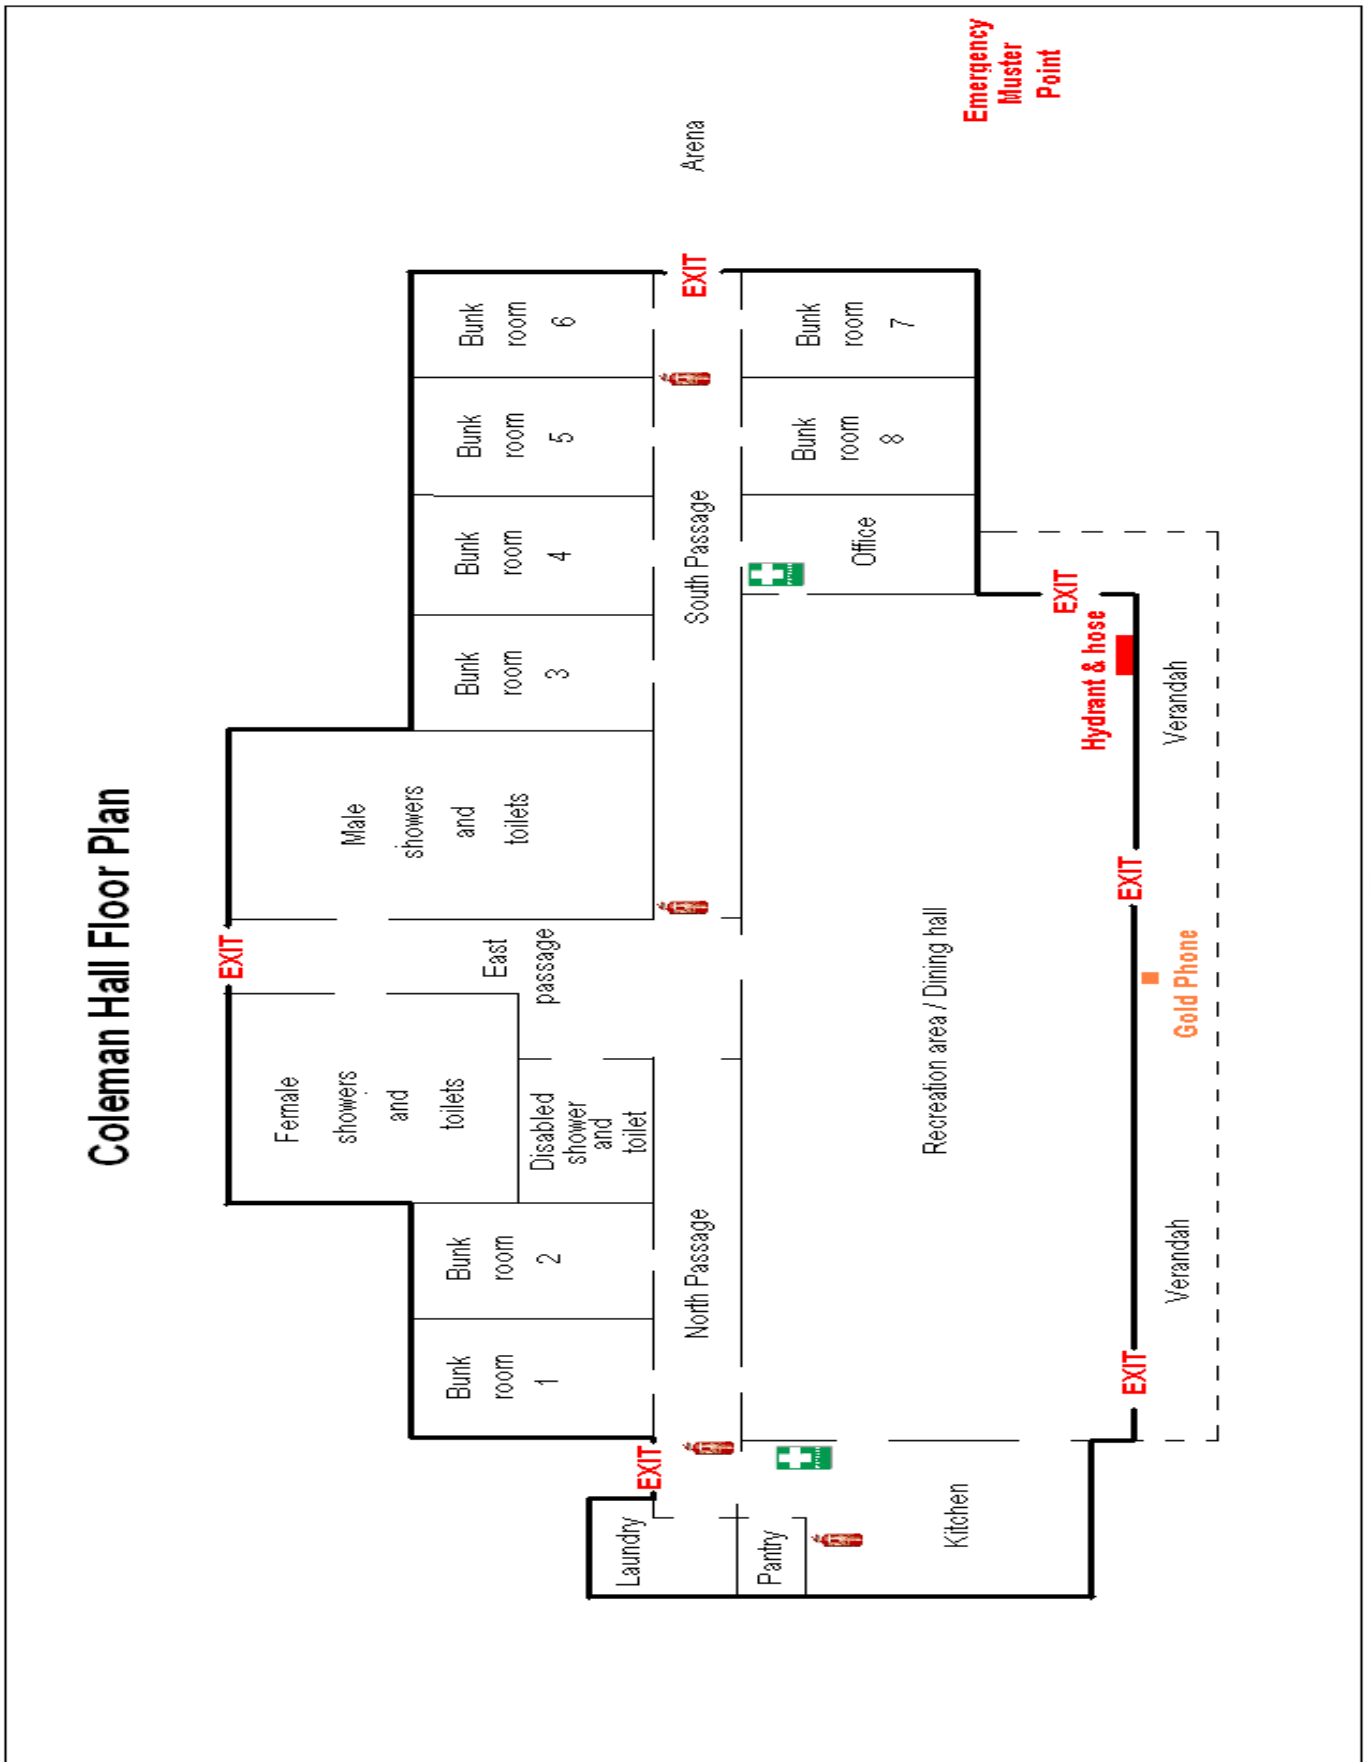 Coleman Hall Floor Plan
EXIT
Female
showers
and
toilets
Male
showers
and
toilets
East
passage
Disabled
shower
and
toilet
Bunk
room
1
Bunk
room
2
Bunk
room
3
Bunk
room
4
Bunk
room
5
Bunk
room
6
EXIT
Laundry
North Passage
South Passage
EXIT
Arena
Pantry
Kitchen
Recreation area / Dining hall
Office
Bunk
room
8
Bunk
room
7
Emergency
Muster
Point
EXIT
Hydrant & hose
EXIT
EXIT
Gold Phone
Verandah
Verandah